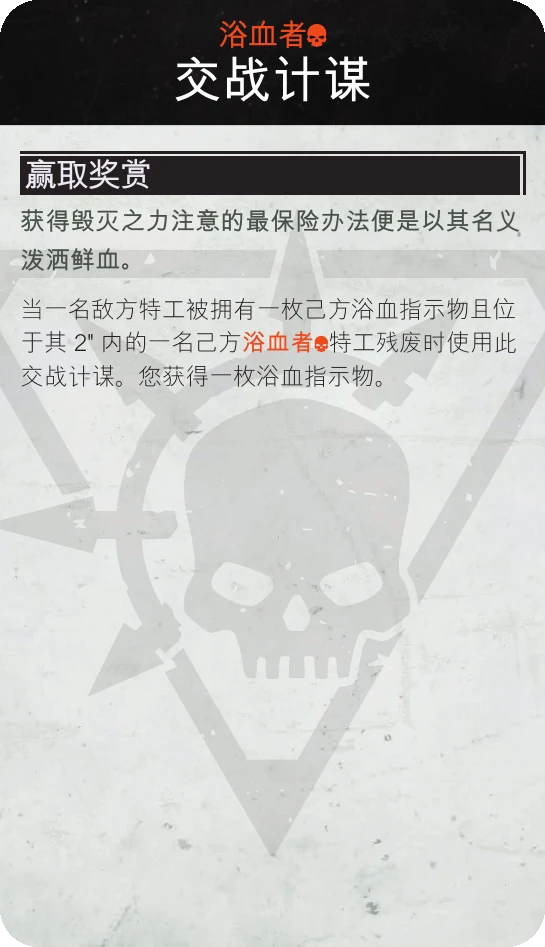 浴血者
交战计谋
赢取奖赏
获得毁灭之力注意的最保险办法便是以其名义
泼洒鲜血。
当一名敌方特工被拥有一枚己方浴血指示物且位
于其 2" 内的一名己方浴血者特工残废时使用此
交战计谋。您获得一枚浴血指示物。